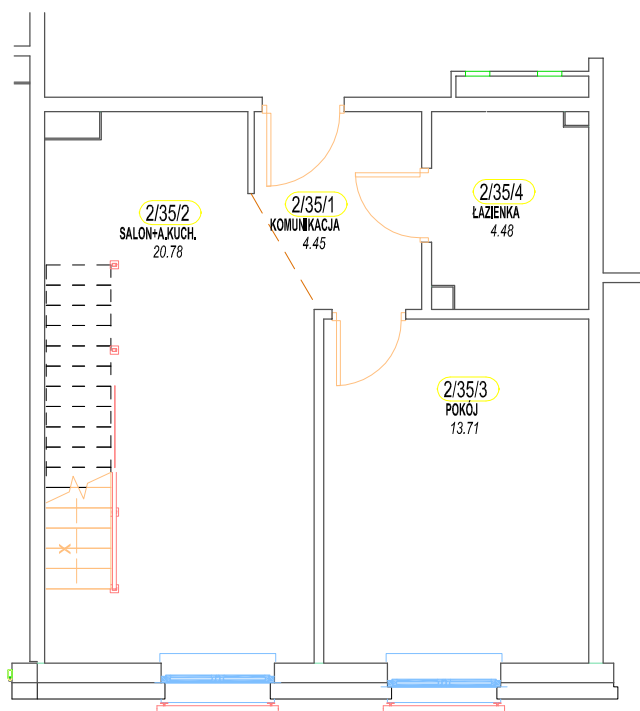 2/35/1
KOMUNIKACJA
4.45
2/35/2
SALON+A.KUCH.
20.78
2/35/4
ŁAZIENKA
4.48
2/35/3
POKÓJ
13.71